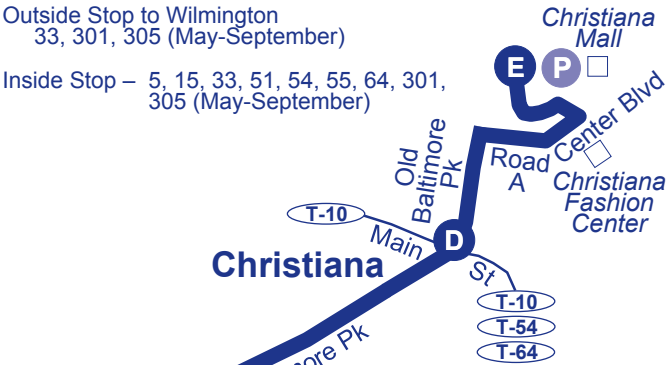 Outside Stop to Wilmington
33, 301, 305 (May-September)
Inside Stop – 5, 15, 33, 51, 54, 55, 64, 301,
305 (May-September)
Christiana
Mall
E
P
Center Blvd
Old
Baltimore
Pk
Road
A
Christiana
Fashion
Center
T-10
Main
D
St
Christiana
T-10
T-54
T-64
Pk